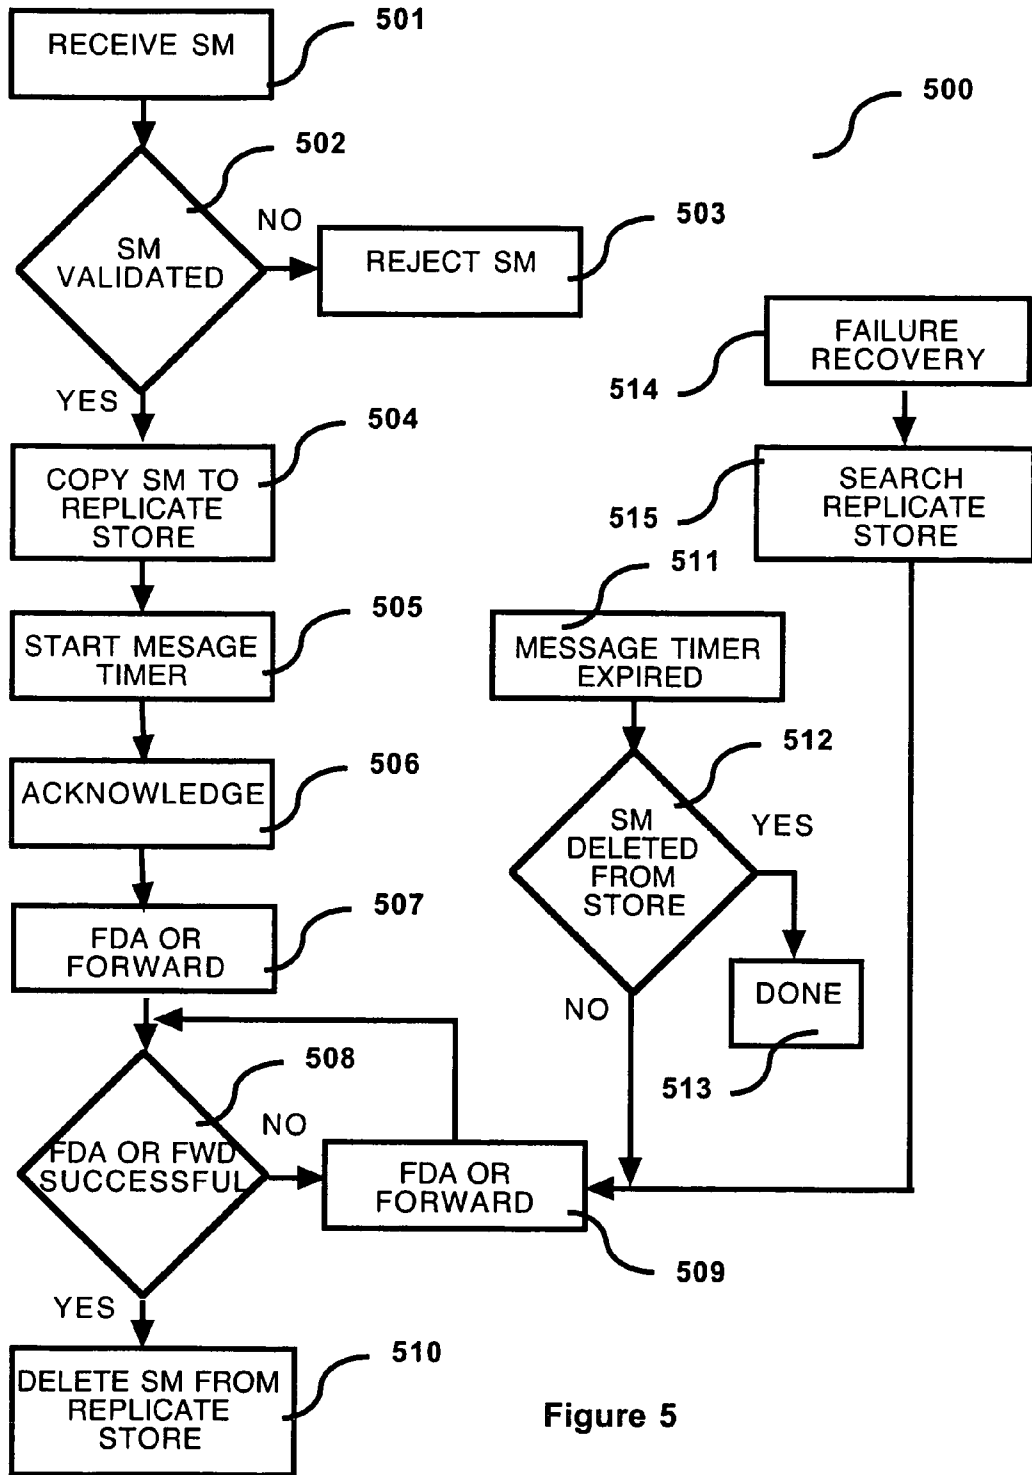 RECEIVE SM
501
500
502
SM
VALIDATED
NO
YES
REJECT SM
503
COPY SM TO
REPLICATE
STORE
504
START MESAGE
TIMER
505
ACKNOWLEDGE
506
FDA OR
FORWARD
507
FDA OR FWD
SUCCESSFUL
508
NO
YES
FDA OR
FORWARD
509
DELETE SM FROM
REPLICATE
STORE
510
511
MESSAGE TIMER
EXPIRED
512
SM
DELETED
FROM
STORE
YES
NO
DONE
513
FAILURE
RECOVERY
514
SEARCH
REPLICATE
STORE
515
Figure 5